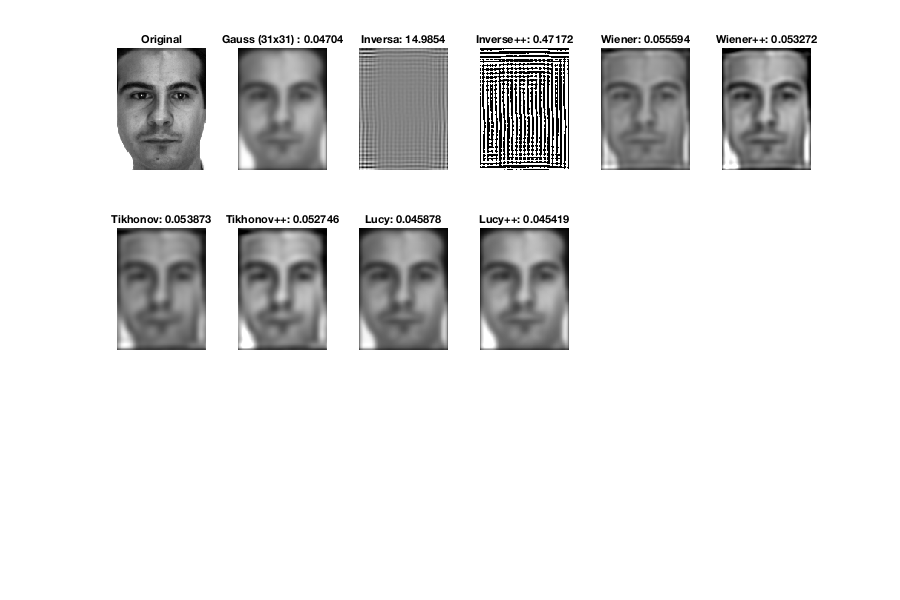 Original
Gauss (31x31) : 0.04704
Inversa: 14.9854
Inverse++: 0.47172
Wiener: 0.055594
Wiener++: 0.053272
Tikhonov: 0.053873
Tikhonov++: 0.052746
Lucy: 0.045878
Lucy++: 0.045419